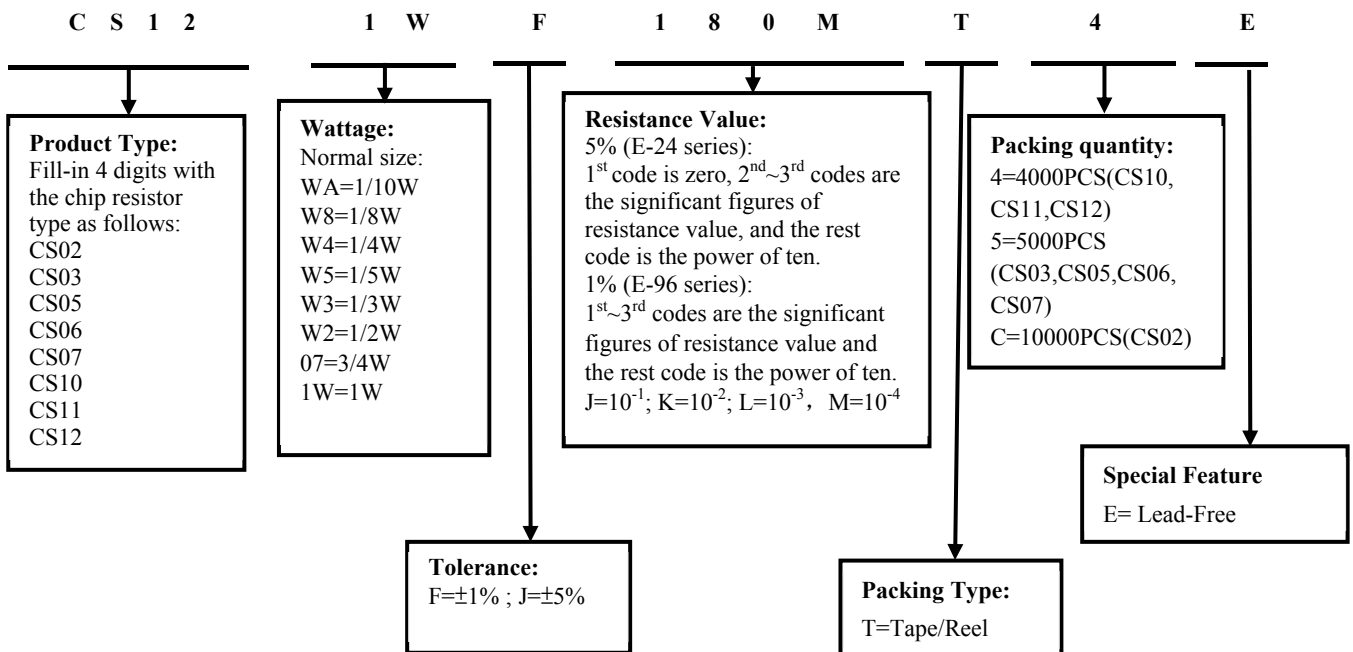 C S 1 2 1 W F 1 8 0 M T 4 E
Product Type:
Fill-in 4 digits with
the chip resistor
type as follows:
CS02
CS03
CS05
CS06
CS07
CS10
CS11
CS12
Wattage:
Normal size:
WA=1/10W
W8=1/8W
W4=1/4W
W5=1/5W
W3=1/3W
W2=1/2W
07=3/4W
1W=1W
Resistance Value:
5% (E-24 series):
1st code is zero, 2nd~3rd codes are
the significant figures of
resistance value, and the rest
code is the power of ten.
1% (E-96 series):
1st~3rd codes are the significant
figures of resistance value and
the rest code is the power of ten.
J=10-1; K=10-2; L=10-3, M=10-4
Packing quantity:
4=4000PCS(CS10,
CS11,CS12)
5=5000PCS
(CS03,CS05,CS06,
CS07)
C=10000PCS(CS02)
Special Feature
E= Lead-Free
Tolerance:
F=±1% ; J=±5%
Packing Type:
T=Tape/Reel